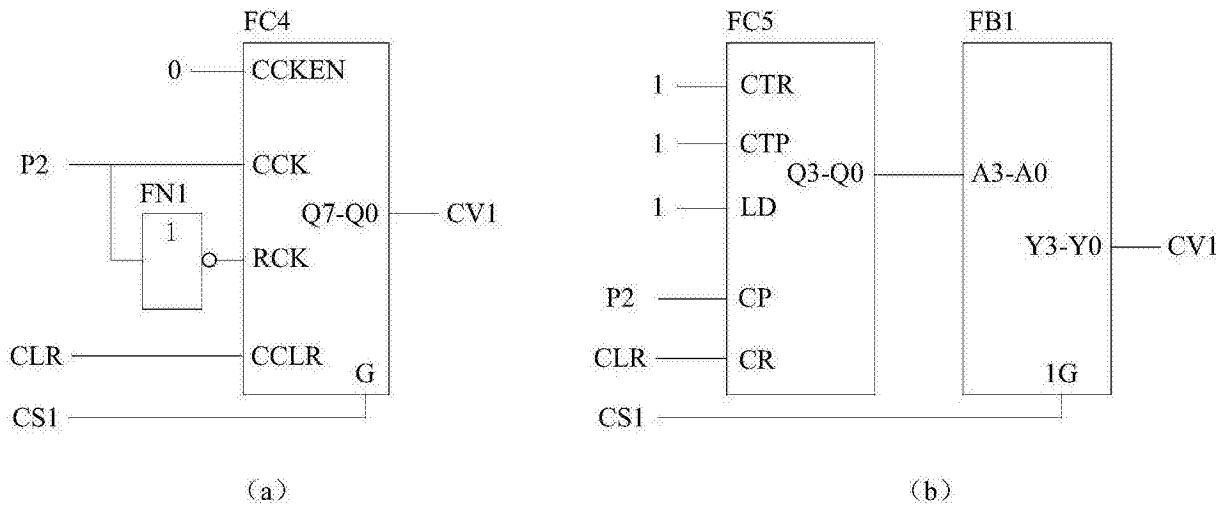 FC4
0 CCKEN
P2 CCK
FN1
1
Q7-Q0 CV1
RCK
CLR CCLR
G
CS1
(a)
FC5 FB1
1 CTR
1 CTP
Q3-Q0 A3-A0
1 LD
Y3-Y0 CV1
P2 CP
CLR CR
1G
CS1
(b)